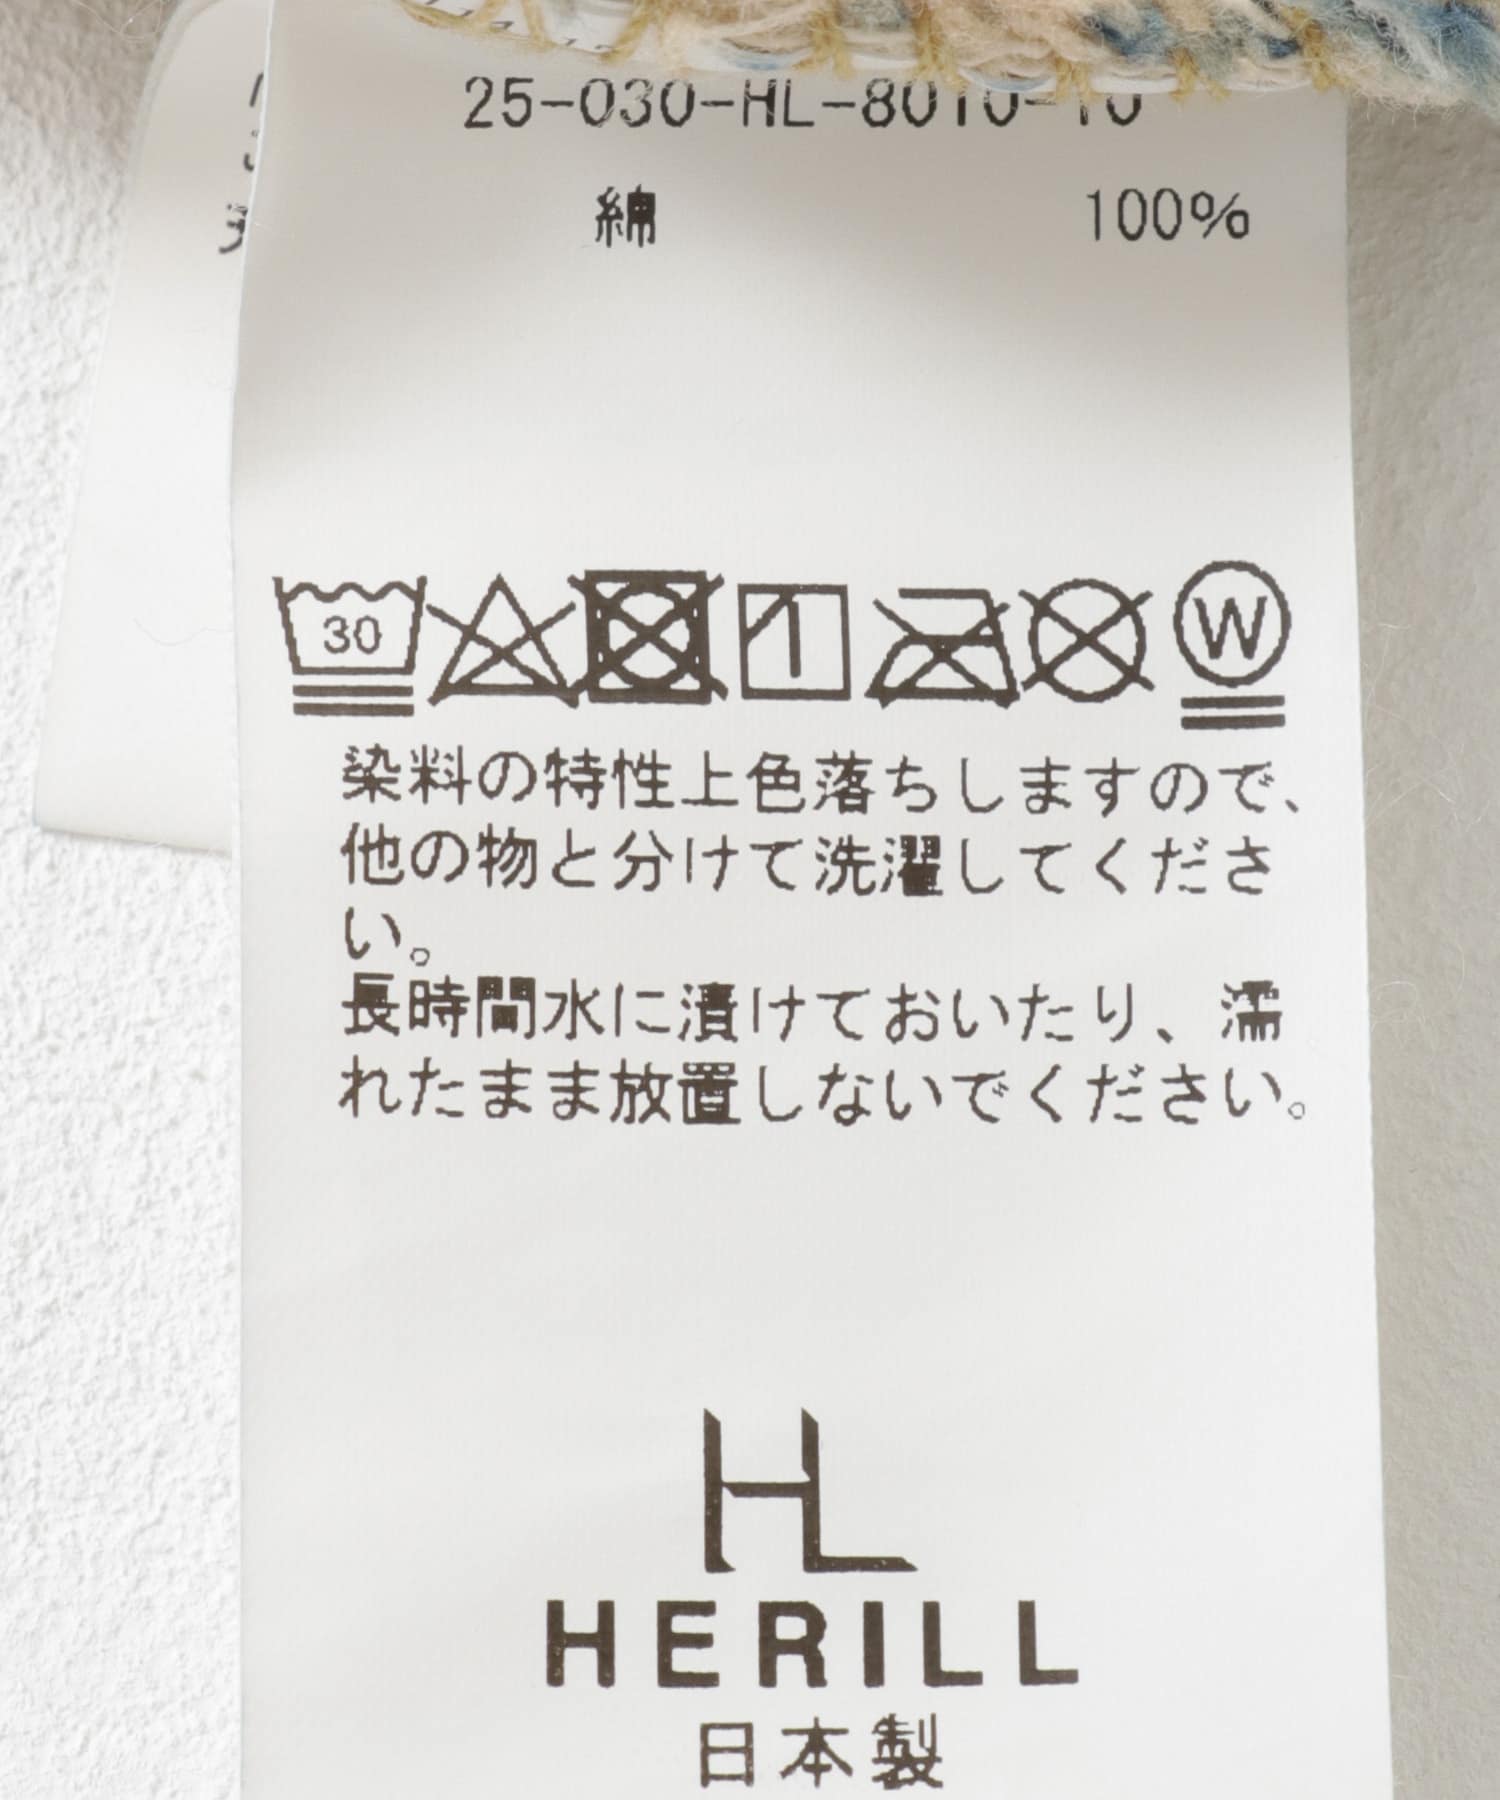 25-030-HL-8010-10
綿 100%
30
W
染料の特性上色落ちしますので、
他の物と分けて洗濯してくださ
い。
長時間水に漬けておいたり、濡
れたまま放置しないでください。
HL
HERILL
日本製